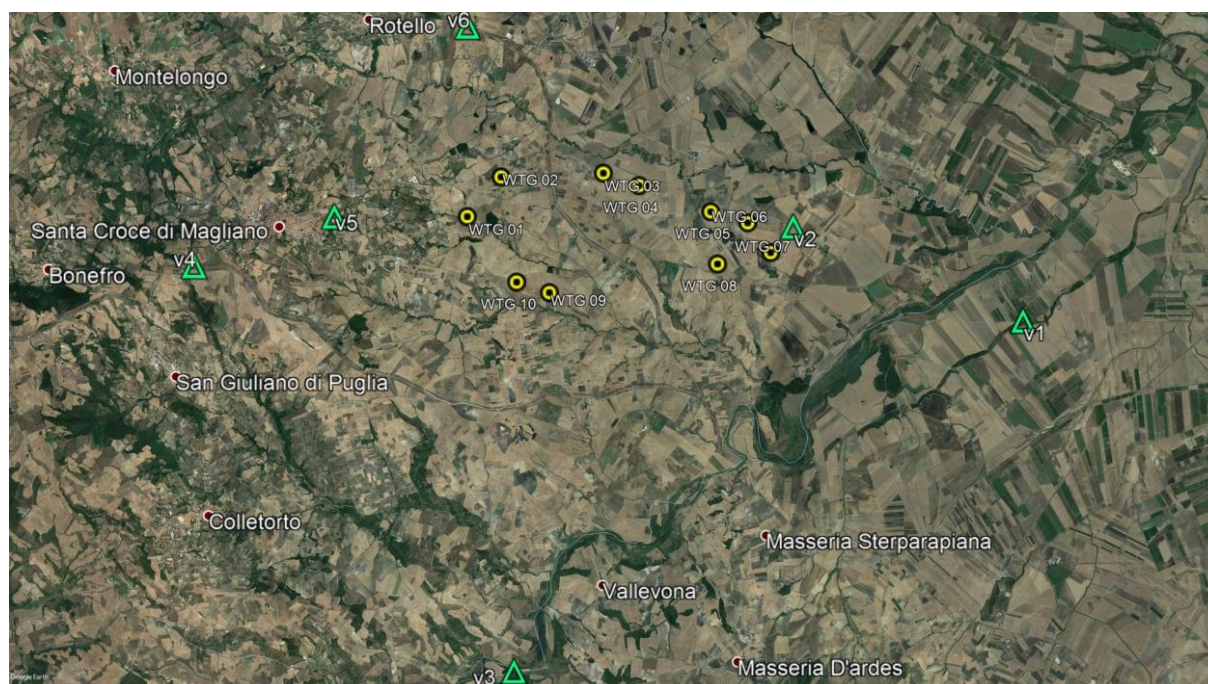 v6
Rotello
Montelongo
WTG 02
WTG 03
WTG 04
v5
WTG 01
WTG 06
WTG 05
v2
Santa Croce di Magliano
v4
Bonefro
WTG 07
WTG 08
WTG 10
WTG 09
v1
San Giuliano di Puglia
Colletorto
Masseria Sterparapiana
Vallevona
Masseria D'ardes
v3
Google Earth